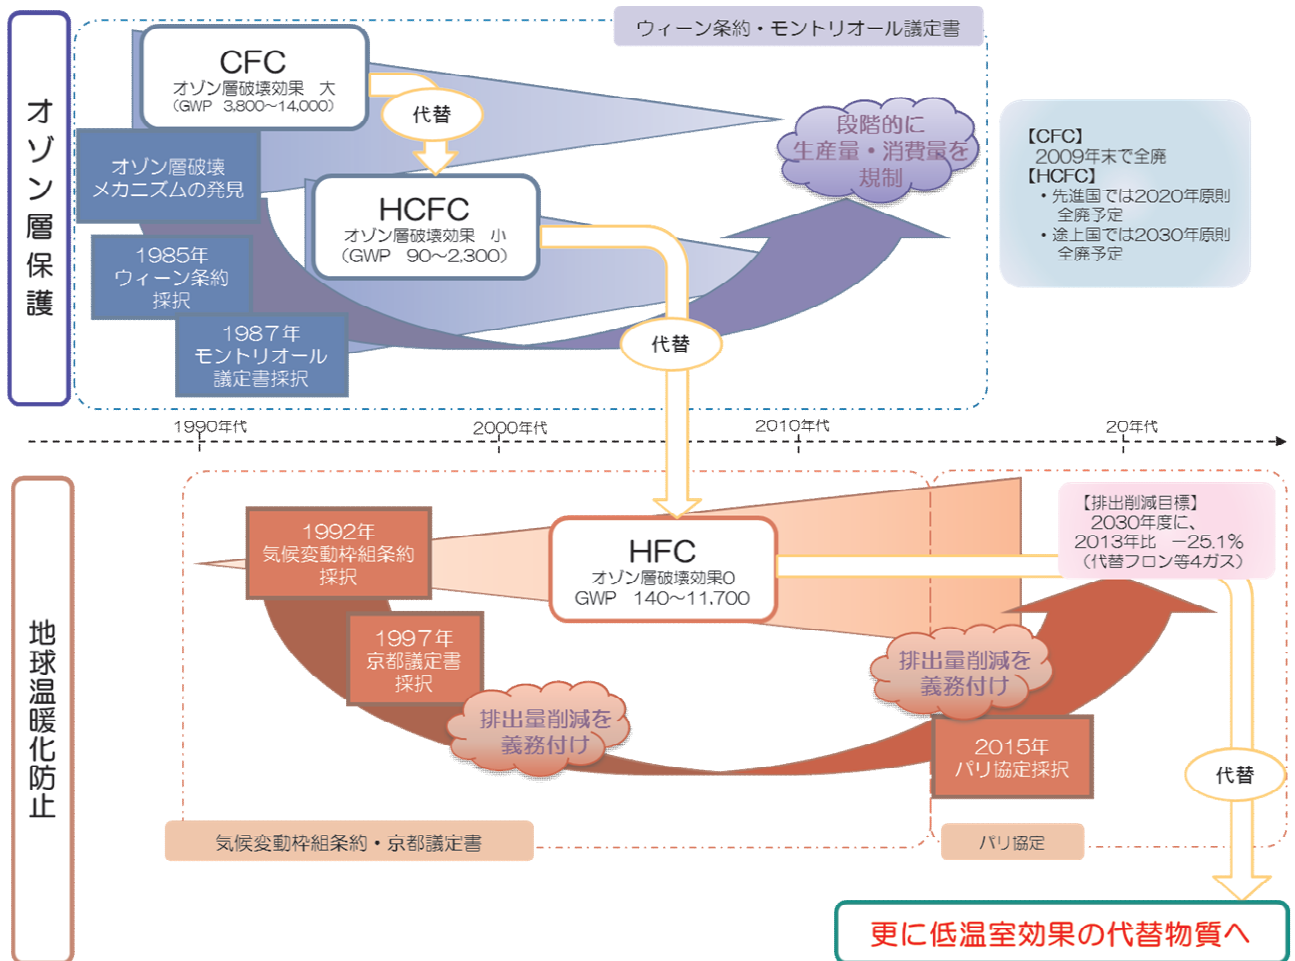 オゾン層保護
ウィーン条約・モントリオール議定書
CFC
オゾン層破壊効果　大
（GWP　3,800～14,000）
代替
オゾン層破壊
メカニズムの発見
HCFC
オゾン層破壊効果　小
（GWP　90～2,300）
1985年
ウィーン条約
採択
1987年
モントリオール
議定書採択
代替
段階的に
生産量・消費量を
規制
【CFC】
2009年末で全廃
【HCFC】
・先進国では2020年原則
全廃予定
・途上国では2030年原則
全廃予定
1990年代
2000年代
2010年代
20年代
地球温暖化防止
1992年
気候変動枠組条約
採択
1997年
京都議定書
採択
排出量削減を
義務付け
HFC
オゾン層破壊効果0
GWP　140～11,700
【排出削減目標】
2030年度に、
2013年比　－25.1％
（代替フロン等4ガス）
排出量削減を
義務付け
2015年
パリ協定採択
代替
気候変動枠組条約・京都議定書
パリ協定
更に低温室効果の代替物質へ